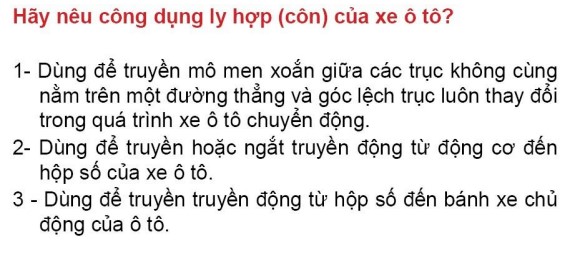 Hãy nêu công dụng ly hợp (côn) của xe ô tô?
1- Dùng để truyền mô men xoắn giữa các trục không cùng
nằm trên một đường thẳng và góc lệch trục luôn thay đổi
trong quá trình xe ô tô chuyển động.
2- Dùng để truyền hoặc ngắt truyền động từ động cơ đến
hộp số của xe ô tô.
3 - Dùng để truyền truyền động từ hộp số đến bánh xe chủ
động của ô tô.